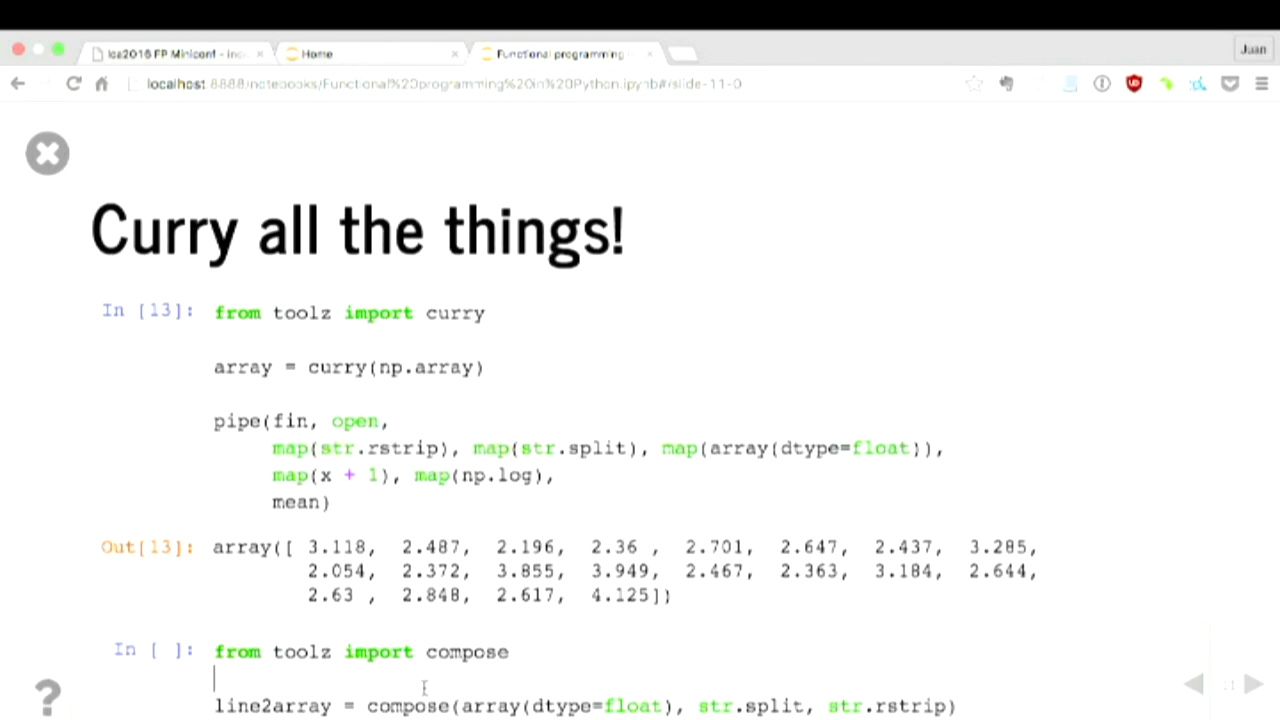 lca2016 FP Miniconf - inc
Home
Functional programming
Juan
localhost:8888/notebooks/Functional%20programming%20in%20Python.ipynb#/slide-11-0
Curry all the things!
In [13]: from toolz import curry
array = curry(np.array)
pipe(fin, open,
map(str.rstrip), map(str.split), map(array(dtype=float)),
map(x + 1), map(np.log),
mean)
Out[13]: array([ 3.118, 2.487, 2.196, 2.36 , 2.701, 2.647, 2.437, 3.285,
2.054, 2.372, 3.855, 3.949, 2.467, 2.363, 3.184, 2.644,
2.63 , 2.848, 2.617, 4.125])
In [ ]: from toolz import compose
line2array = compose(array(dtype=float), str.split, str.rstrip)
?
11